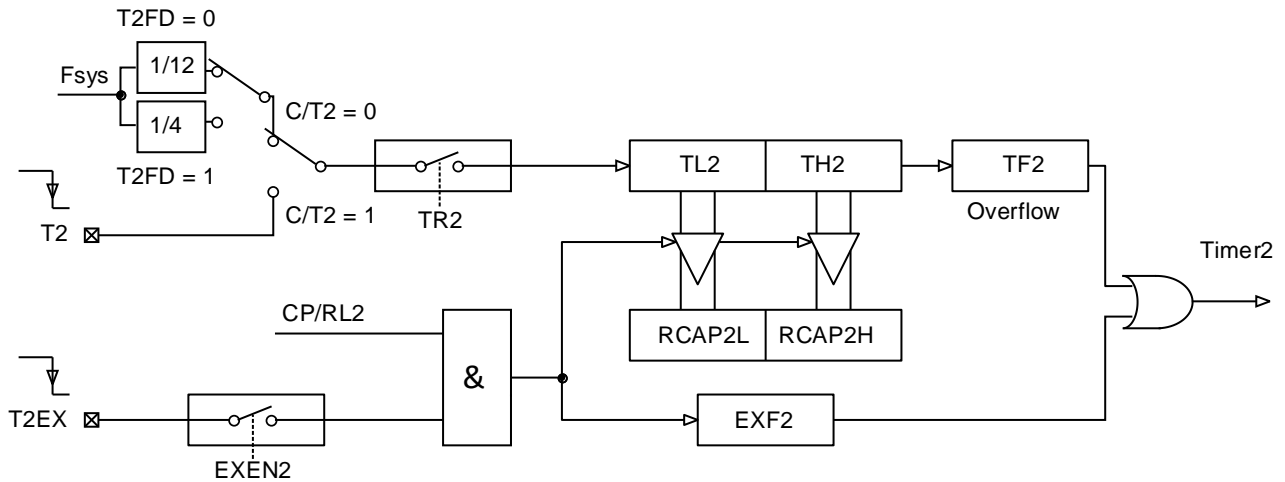 T2FD = 0
Fsys
1/12
1/4
T2FD = 1
C/T2 = 0
C/T2 = 1
T2
TR2
TL2
TH2
TF2
Overflow
Timer2
CP/RL2
&
RCAP2L
RCAP2H
T2EX
EXEN2
EXF2